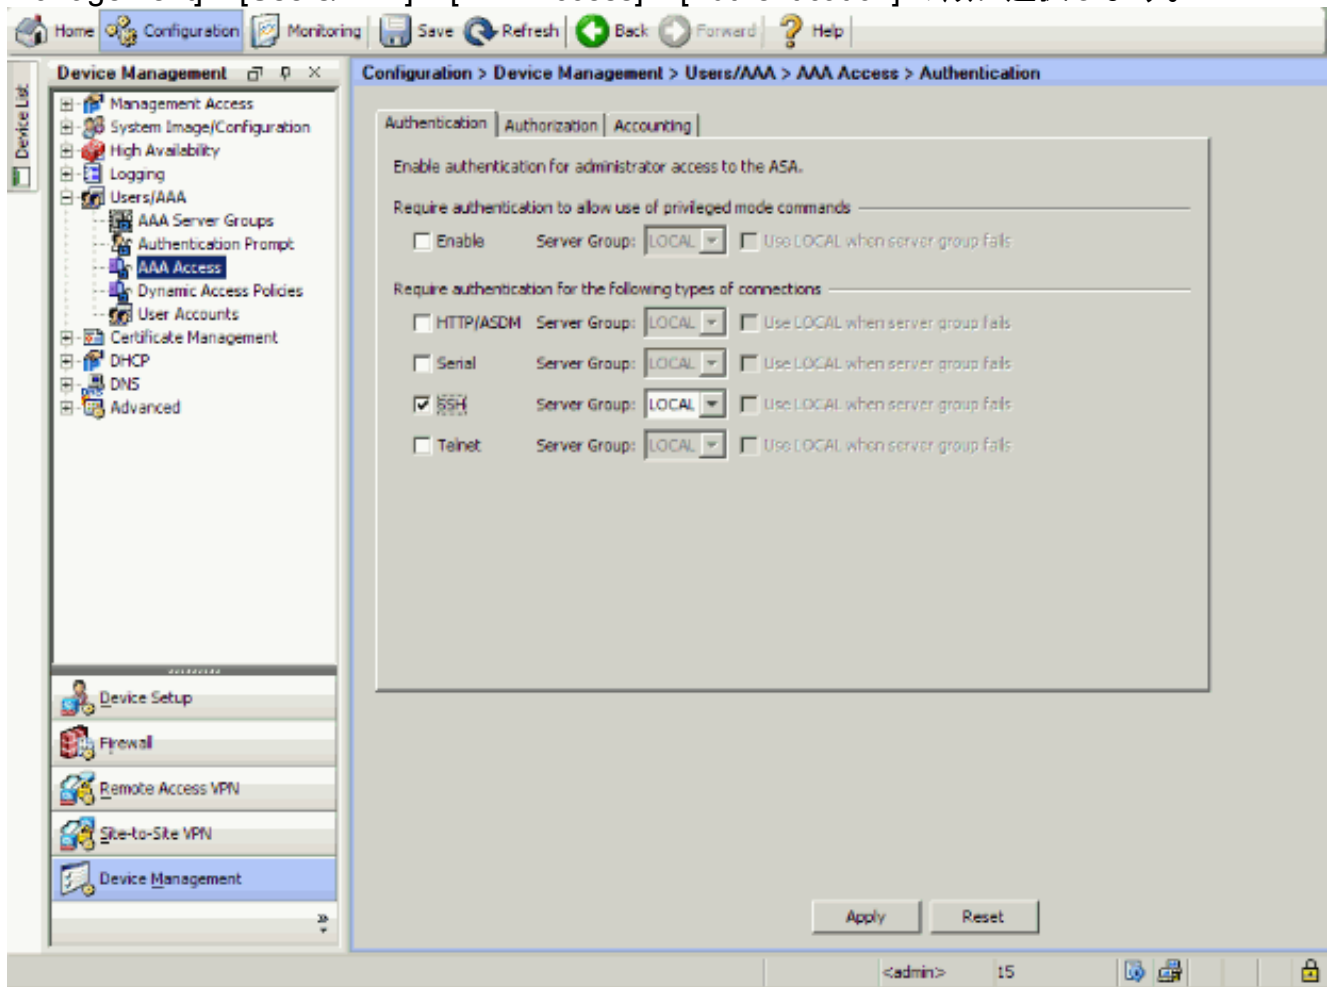 Home Configuration Monitoring Save Refresh Back Forward Help
Device List
Device Management
Management Access
System Image/Configuration
High Availability
Logging
Users/AAA
AAA Server Groups
Authentication Prompt
AAA Access
Dynamic Access Policies
User Accounts
Certificate Management
DHCP
DNS
Advanced
Device Setup
Firewall
Remote Access VPN
Site-to-Site VPN
Device Management
Configuration > Device Management > Users/AAA > AAA Access > Authentication
Authentication Authorization Accounting
Enable authentication for administrator access to the ASA.
Require authentication to allow use of privileged mode commands
Enable Server Group: LOCAL Use LOCAL when server group fails
Require authentication for the following types of connections
HTTP/ASDM Server Group: LOCAL Use LOCAL when server group fails
Serial Server Group: LOCAL Use LOCAL when server group fails
SSH Server Group: LOCAL Use LOCAL when server group fails
Telnet Server Group: LOCAL Use LOCAL when server group fails
Apply Reset
<admin> 15